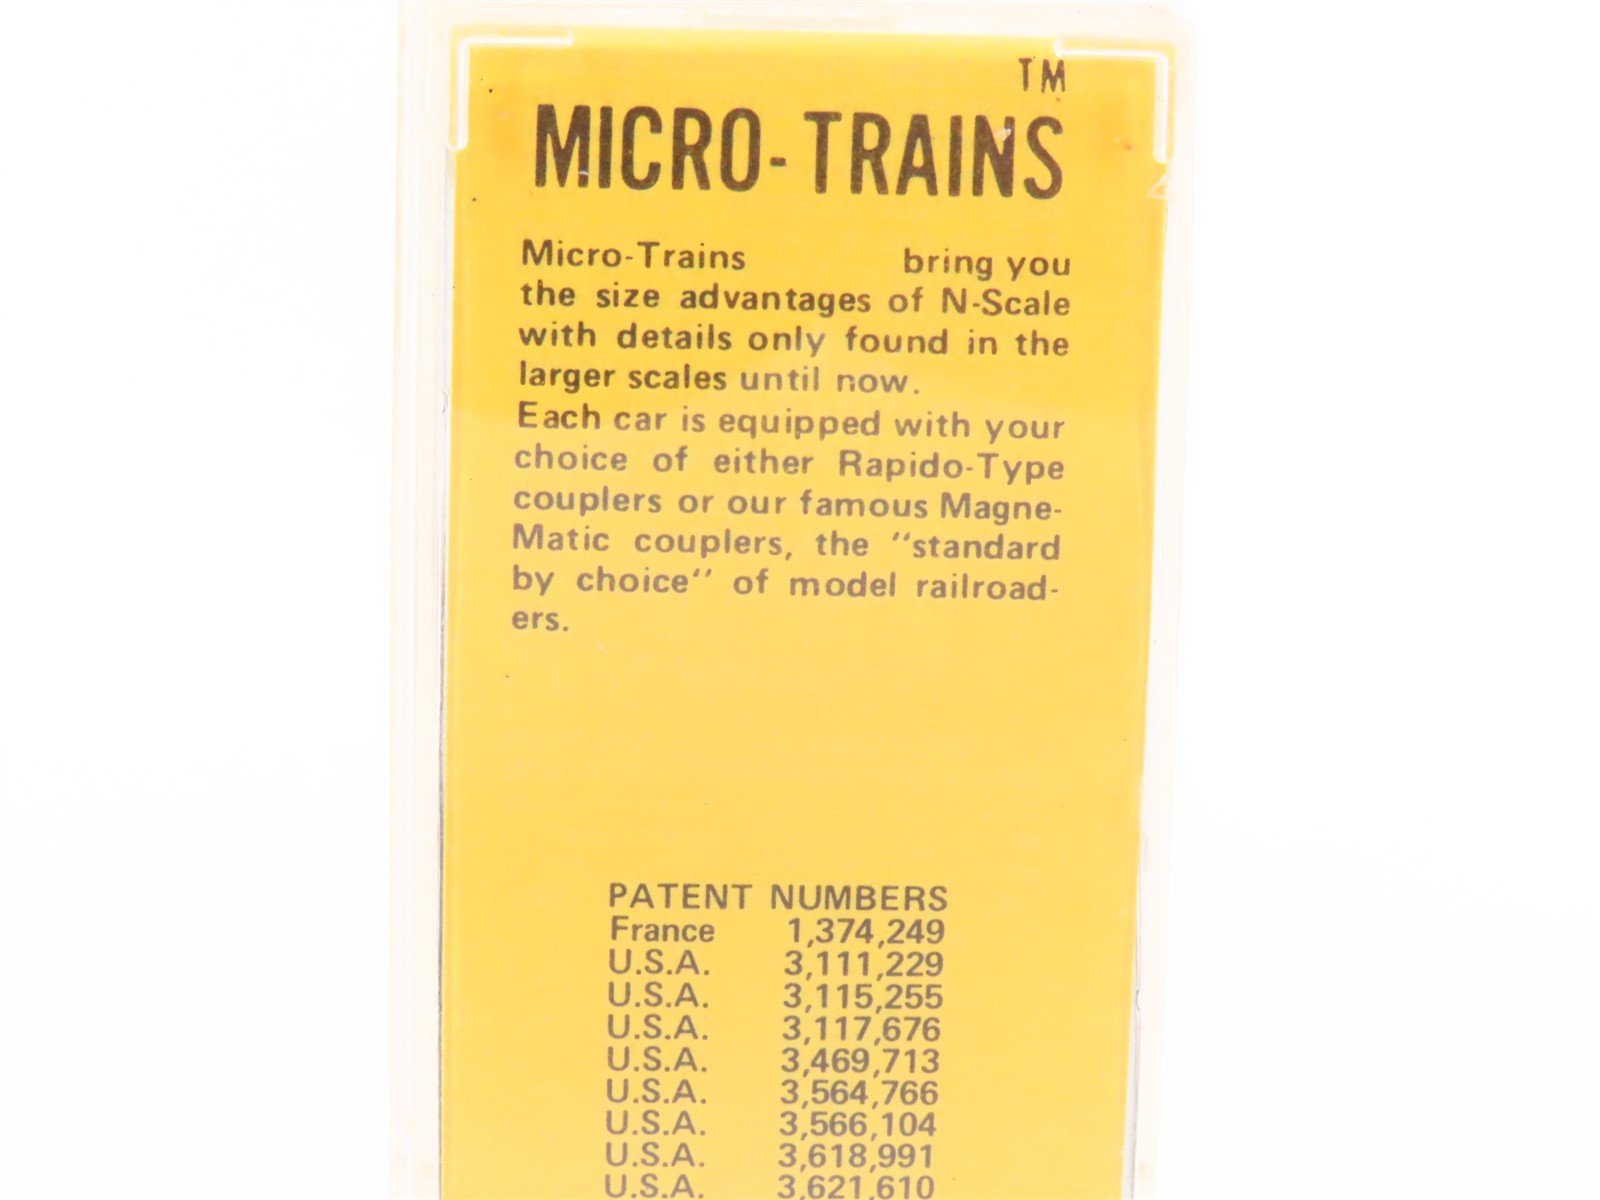 TM
MICRO-TRAINS
Micro-Trains bring you
the size advantages of N-Scale
with details only found in the
larger scales until now.
Each car is equipped with your
choice of either Rapido-Type
couplers or our famous Magne-
Matic couplers, the "standard
by choice" of model railroad-
ers.
PATENT NUMBERS
France 1,374,249
U.S.A. 3,111,229
U.S.A. 3,115,255
U.S.A. 3,117,676
U.S.A. 3,469,713
U.S.A. 3,564,766
U.S.A. 3,566,104
U.S.A. 3,618,991
U.S.A. 3,621,610